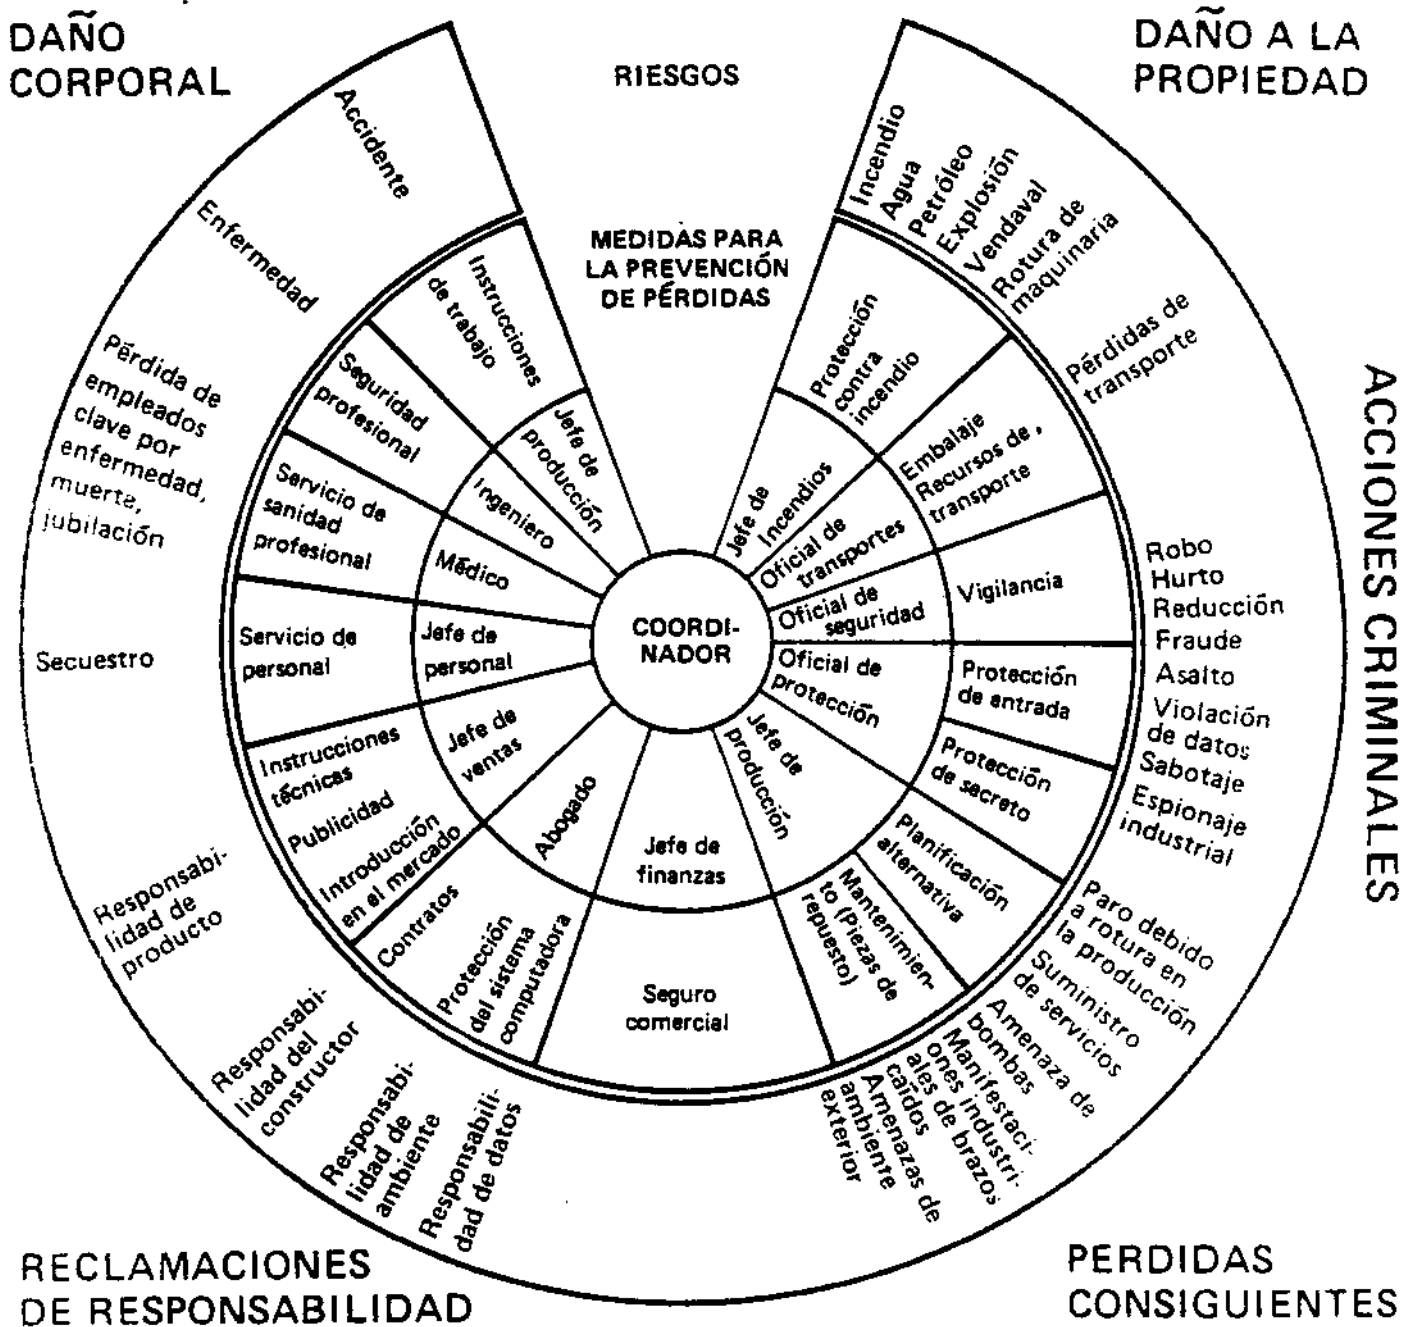 DAÑO
CORPORAL
RIESGOS
DAÑO A LA
PROPIEDAD
MEDIDAS PARA
LA PREVENCIÓN
DE PÉRDIDAS
Incendio
Agua
Petróleo
Explosión
Vendaval
Rotura de
maquinaria
Pérdidas de
transporte
ACCIONES CRIMINALES
Robo
Hurto
Reducción
Fraude
Asalto
Violación
de datos
Sabotaje
Espionaje
industrial
Paro debido
a rotura en
la producción
Suministro
de servicios
Amenaza de
bombas
Manifestaci-
ones industri-
ales de brazos
caídos
Amenazas de
ambiente
exterior
PERDIDAS
CONSIGUIENTES
Responsabili-
dad de datos
Responsabi-
lidad de
ambiente
Responsabi-
lidad del
constructor
Responsabi-
lidad de
producto
RECLAMACIONES
DE RESPONSABILIDAD
Secuestro
Pérdida de
empleados
clave por
enfermedad,
muerte,
jubilación
Enfermedad
Accidente
Protección
contra
incendio
Embalaje
Recursos de,
transporte
Vigilancia
Protección
de entrada
Protección
de secreto
Planificación
alternativa
Mantenimien-
to (Piezas de
repuesto)
Seguro
comercial
Protección
del sistema
computadora
Contratos
Instrucciones
técnicas
Publicidad
Introducción
en el mercado
Servicio de
personal
Servicio de
sanidad
profesional
Seguridad
profesional
Instrucciones
de trabajo
Jefe de
Incendios
Oficial de
transportes
Oficial de
seguridad
Oficial de
protección
Jefe de
producción
Jefe de
finanzas
Abogado
Jefe de
ventas
Jefe de
personal
Médico
Ingeniero
Jefe de
producción
COORDI-
NADOR